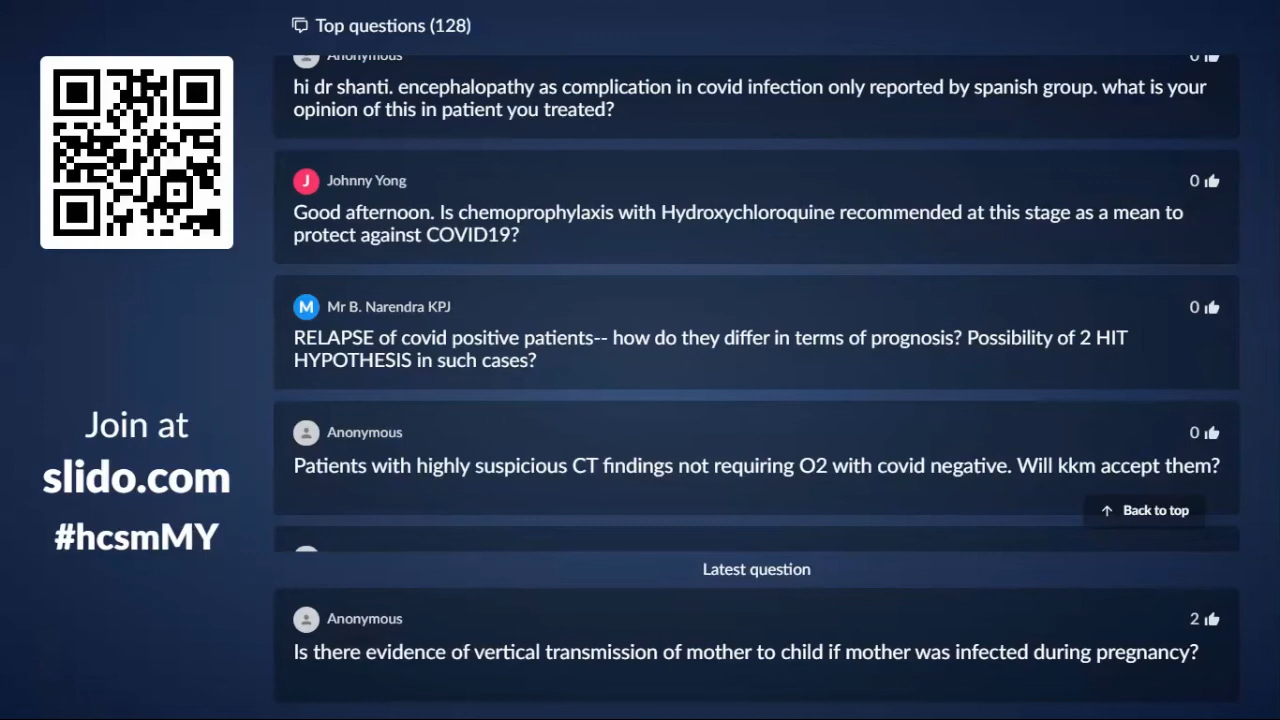 Top questions (128)
Anonymous
0
hi dr shanti. encephalopathy as complication in covid infection only reported by spanish group. what is your
opinion of this in patient you treated?
J
Johnny Yong
0
Good afternoon. Is chemoprophylaxis with Hydroxychloroquine recommended at this stage as a mean to
protect against COVID19?
M
Mr B. Narendra KPJ
0
RELAPSE of covid positive patients-- how do they differ in terms of prognosis? Possibility of 2 HIT
HYPOTHESIS in such cases?
Anonymous
0
Patients with highly suspicious CT findings not requiring O2 with covid negative. Will kkm accept them?
Back to top
Latest question
Anonymous
2
Is there evidence of vertical transmission of mother to child if mother was infected during pregnancy?
Join at
slido.com
#hcsmMY